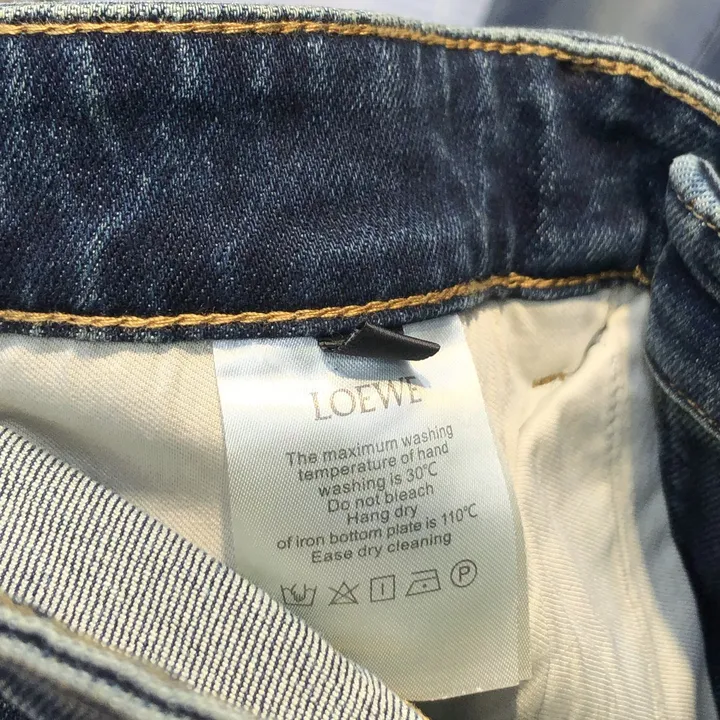 LOEWE
The maximum washing
temperature of hand
washing is 30℃
Do not bleach
Hang dry
of iron bottom plate is 110℃
Ease dry cleaning
P